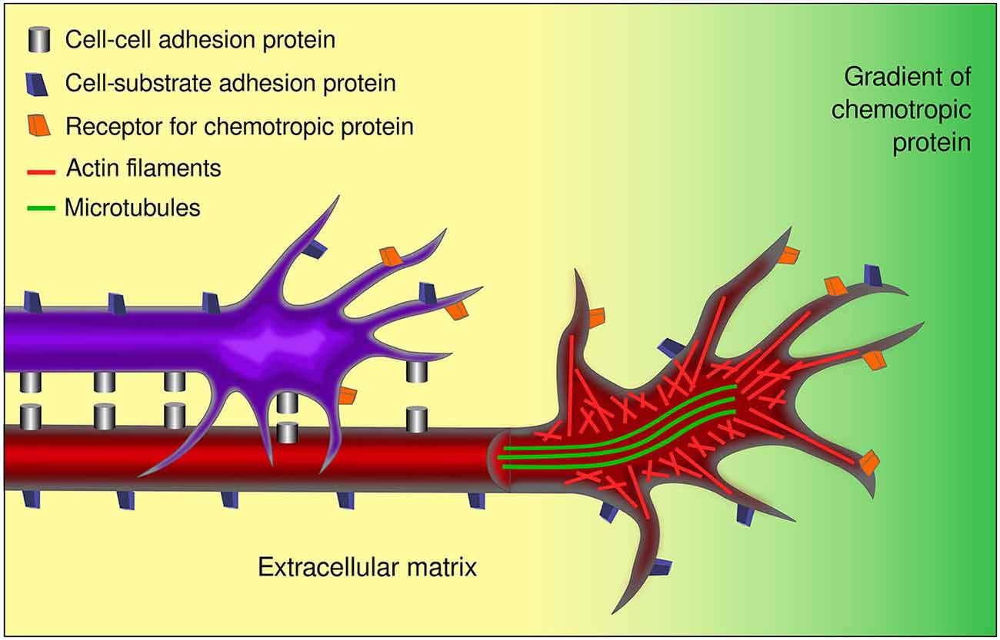 Cell-cell adhesion protein
Cell-substrate adhesion protein
Receptor for chemotropic protein
Actin filaments
Microtubules
Gradient of
chemotropic
protein
Extracellular matrix